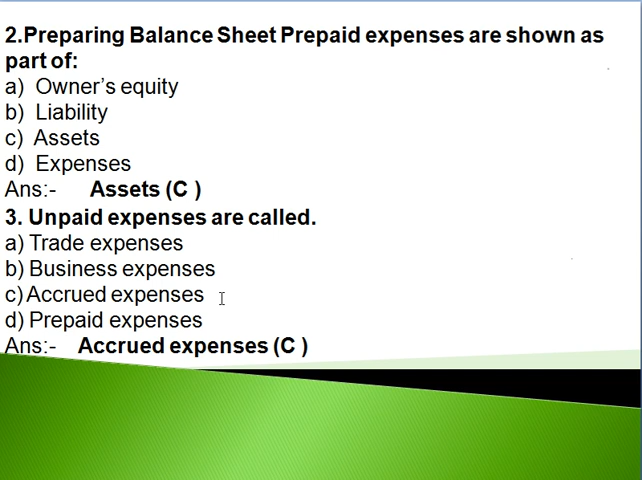 2.Preparing Balance Sheet Prepaid expenses are shown as
part of:
a) Owner’s equity
b) Liability
c) Assets
d) Expenses
Ans:- Assets (C )
3. Unpaid expenses are called.
a) Trade expenses
b) Business expenses
c) Accrued expenses
d) Prepaid expenses
Ans:- Accrued expenses (C )